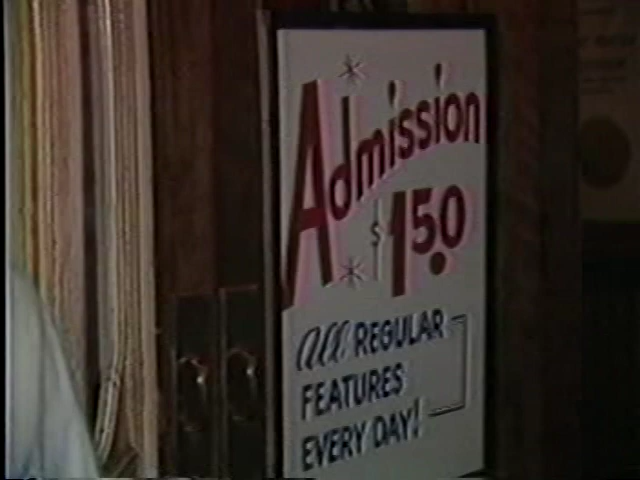 Admission
$1.50
all REGULAR
FEATURES
EVERY DAY!